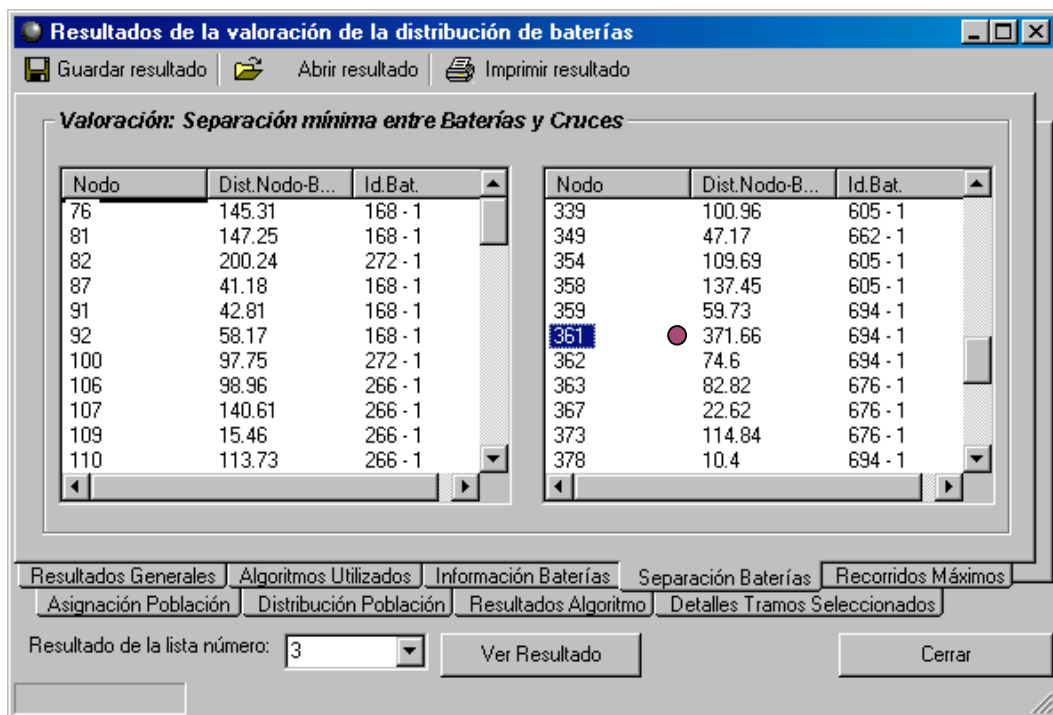 Resultados de la valoración de la distribución de baterías
Guardar resultado Abrir resultado Imprimir resultado
Valoración: Separación mínima entre Baterías y Cruces
Nodo Dist.Nodo-B... Id.Bat.
76 145.31 168 - 1
81 147.25 168 - 1
82 200.24 272 - 1
87 41.18 168 - 1
91 42.81 168 - 1
92 58.17 168 - 1
100 97.75 272 - 1
106 98.96 266 - 1
107 140.61 266 - 1
109 15.46 266 - 1
110 113.73 266 - 1
Nodo Dist.Nodo-B... Id.Bat.
339 100.96 605 - 1
349 47.17 662 - 1
354 109.69 605 - 1
358 137.45 605 - 1
359 59.73 694 - 1
361 371.66 694 - 1
362 74.6 694 - 1
363 82.82 676 - 1
367 22.62 676 - 1
373 114.84 676 - 1
378 10.4 694 - 1
Resultados Generales Algoritmos Utilizados Información Baterías Separación Baterías Recorridos Máximos
Asignación Población Distribución Población Resultados Algoritmo Detalles Tramos Seleccionados
Resultado de la lista número: 3 Ver Resultado Cerrar